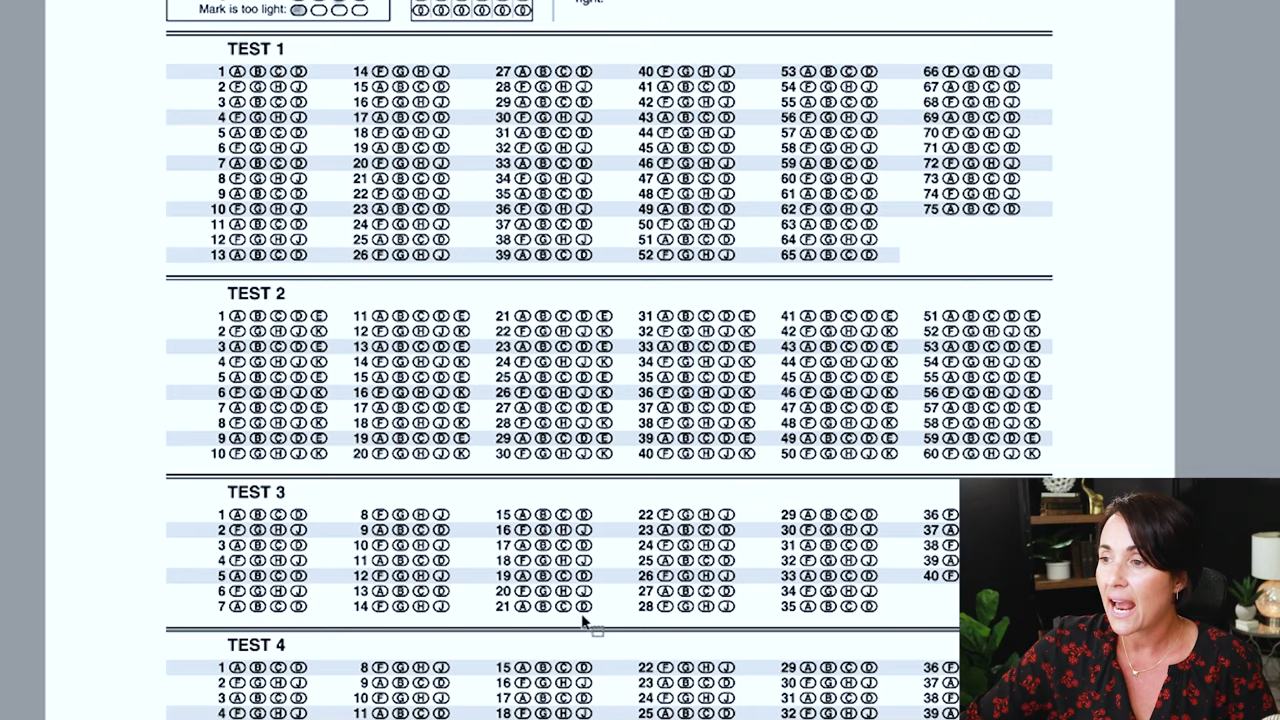 Mark is too light: 0 0 0 0 0 0 right:
TEST 1
1 A B C D 14 F G H J 27 A B C D 40 F G H J 53 A B C D 66 F G H J
2 F G H J 15 A B C D 28 F G H J 41 A B C D 54 F G H J 67 A B C D
3 A B C D 16 F G H J 29 A B C D 42 F G H J 55 A B C D 68 F G H J
4 F G H J 17 A B C D 30 F G H J 43 A B C D 56 F G H J 69 A B C D
5 A B C D 18 F G H J 31 A B C D 44 F G H J 57 A B C D 70 F G H J
6 F G H J 19 A B C D 32 F G H J 45 A B C D 58 F G H J 71 A B C D
7 A B C D 20 F G H J 33 A B C D 46 F G H J 59 A B C D 72 F G H J
8 F G H J 21 A B C D 34 F G H J 47 A B C D 60 F G H J 73 A B C D
9 A B C D 22 F G H J 35 A B C D 48 F G H J 61 A B C D 74 F G H J
10 F G H J 23 A B C D 36 F G H J 49 A B C D 62 F G H J 75 A B C D
11 A B C D 24 F G H J 37 A B C D 50 F G H J 63 A B C D
12 F G H J 25 A B C D 38 F G H J 51 A B C D 64 F G H J
13 A B C D 26 F G H J 39 A B C D 52 F G H J 65 A B C D
TEST 2
1 A B C D E 11 A B C D E 21 A B C D E 31 A B C D E 41 A B C D E 51 A B C D E
2 F G H J K 12 F G H J K 22 F G H J K 32 F G H J K 42 F G H J K 52 F G H J K
3 A B C D E 13 A B C D E 23 A B C D E 33 A B C D E 43 A B C D E 53 A B C D E
4 F G H J K 14 F G H J K 24 F G H J K 34 F G H J K 44 F G H J K 54 F G H J K
5 A B C D E 15 A B C D E 25 A B C D E 35 A B C D E 45 A B C D E 55 A B C D E
6 F G H J K 16 F G H J K 26 F G H J K 36 F G H J K 46 F G H J K 56 F G H J K
7 A B C D E 17 A B C D E 27 A B C D E 37 A B C D E 47 A B C D E 57 A B C D E
8 F G H J K 18 F G H J K 28 F G H J K 38 F G H J K 48 F G H J K 58 F G H J K
9 A B C D E 19 A B C D E 29 A B C D E 39 A B C D E 49 A B C D E 59 A B C D E
10 F G H J K 20 F G H J K 30 F G H J K 40 F G H J K 50 F G H J K 60 F G H J K
TEST 3
1 A B C D 8 F G H J 15 A B C D 22 F G H J 29 A B C D 36 F
2 F G H J 9 A B C D 16 F G H J 23 A B C D 30 F G H J 37 A
3 A B C D 10 F G H J 17 A B C D 24 F G H J 31 A B C D 38 F
4 F G H J 11 A B C D 18 F G H J 25 A B C D 32 F G H J 39 A
5 A B C D 12 F G H J 19 A B C D 26 F G H J 33 A B C D 40 F
6 F G H J 13 A B C D 20 F G H J 27 A B C D 34 F G H J
7 A B C D 14 F G H J 21 A B C D 28 F G H J 35 A B C D
TEST 4
1 A B C D 8 F G H J 15 A B C D 22 F G H J 29 A B C D 36 F
2 F G H J 9 A B C D 16 F G H J 23 A B C D 30 F G H J 37 A
3 A B C D 10 F G H J 17 A B C D 24 F G H J 31 A B C D 38 F
4 F G H J 11 A B C D 18 F G H J 25 A B C D 32 F G H J 39 A